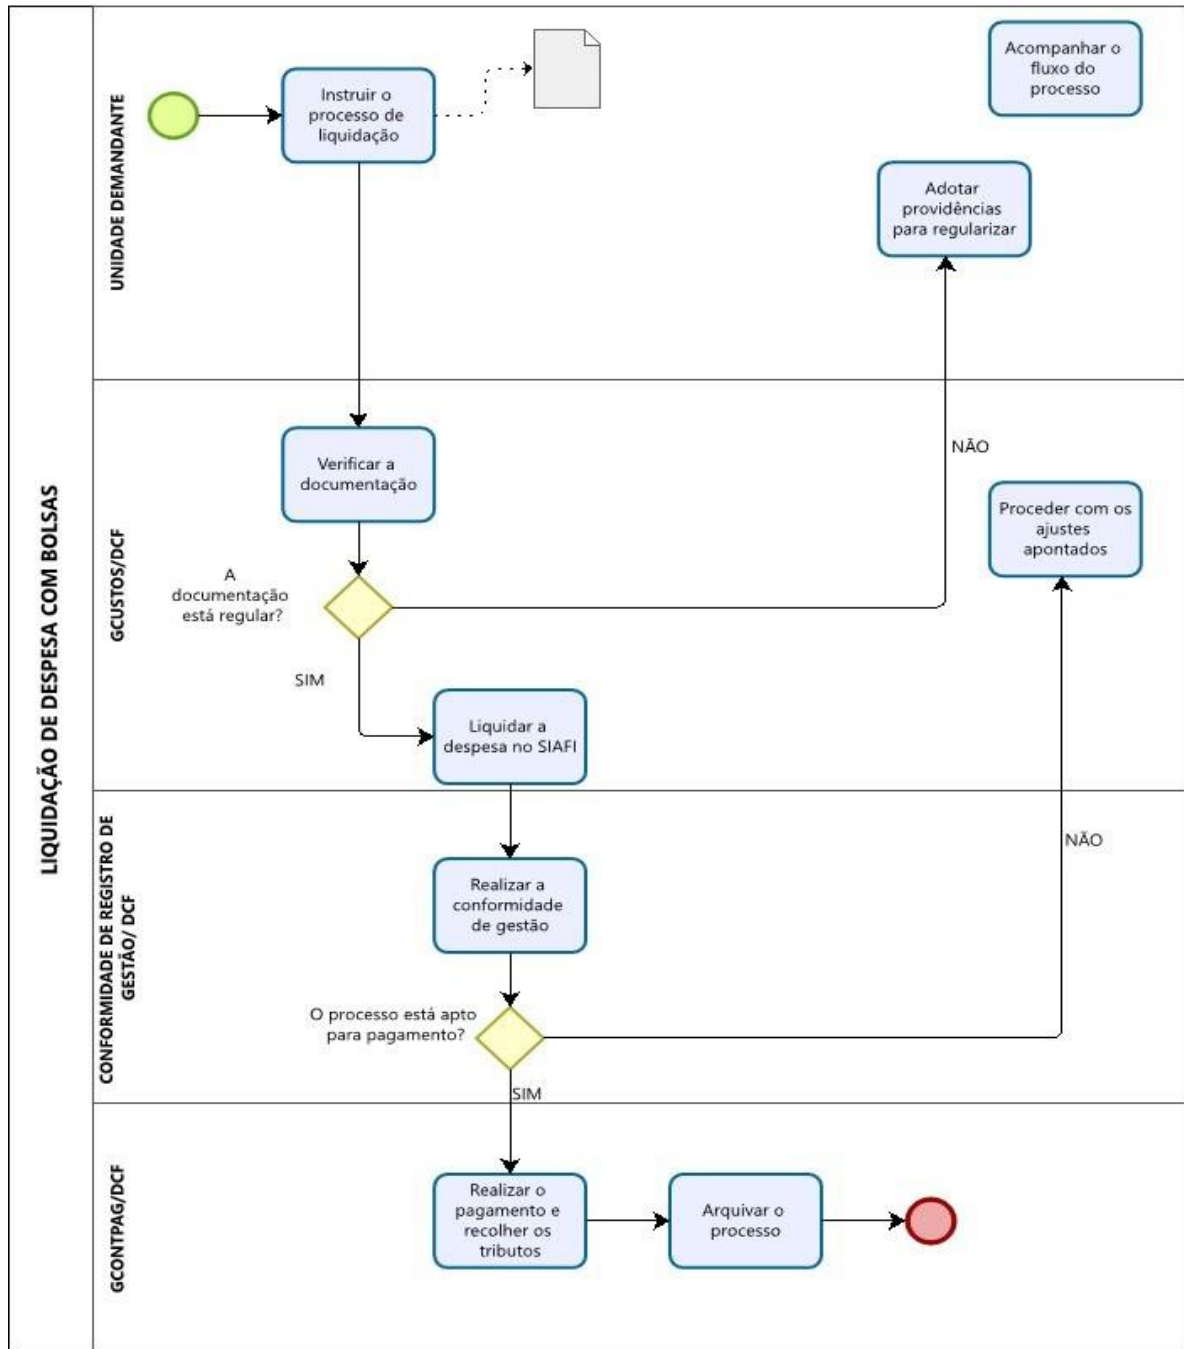 LIQUIDAÇÃO DE DESPESA COM BOLSAS
UNIDADE DEMANDANTE
Instruir o
processo de
liquidação
Acompanhar o
fluxo do
processo
Adotar
providências
para regularizar
GCUSTOS/DCF
Verificar a
documentação
A
documentação
está regular?
NÃO
SIM
Proceder com os
ajustes
apontados
Liquidar a
despesa no SIAFI
CONFORMIDADE DE REGISTRO DE
GESTÃO/ DCF
Realizar a
conformidade
de gestão
O processo está apto
para pagamento?
NÃO
SIM
GCONTPAG/DCF
Realizar o
pagamento e
recolher os
tributos
Arquivar o
processo